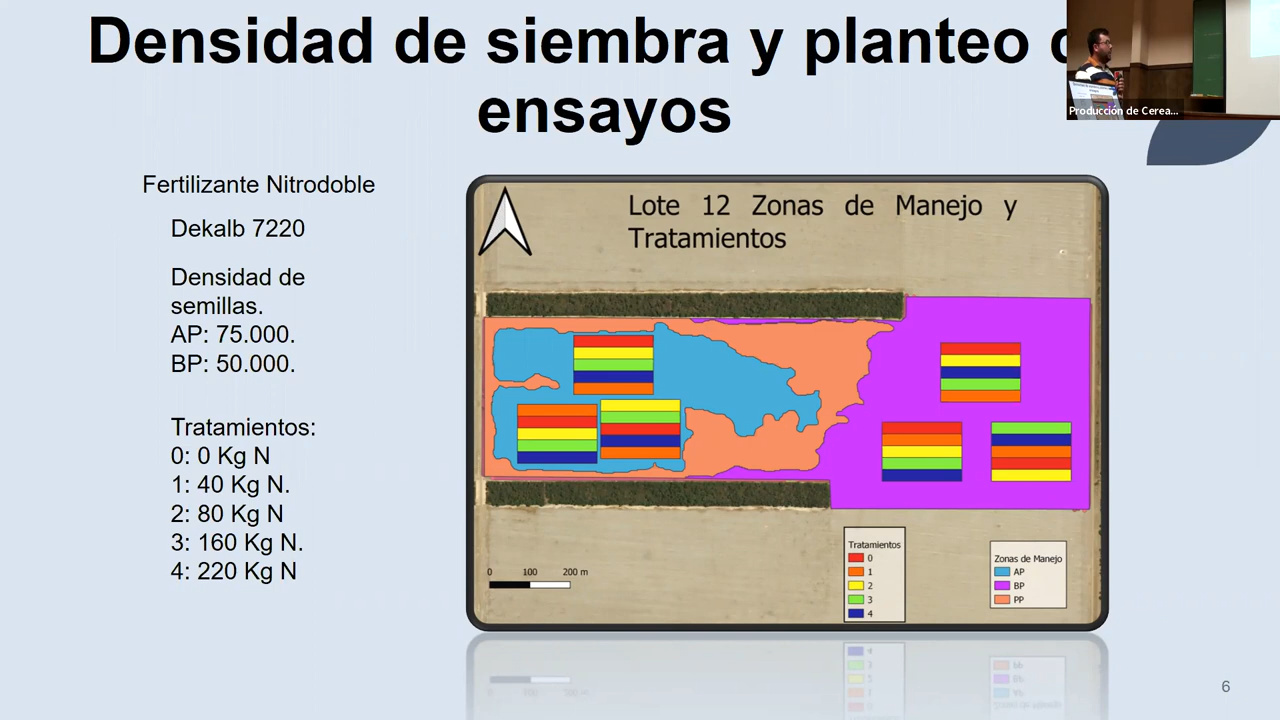 Densidad de siembra y planteo
ensayos
Producción de Cerea...
Fertilizante Nitrodoble
Dekalb 7220
Densidad de
semillas.
AP: 75.000.
BP: 50.000.
Tratamientos:
0: 0 Kg N
1: 40 Kg N.
2: 80 Kg N
3: 160 Kg N.
4: 220 Kg N
Lote 12 Zonas de Manejo y
Tratamientos
0 100 200 m
Tratamientos
0
1
2
3
4
Zonas de Manejo
AP
BP
PP
6